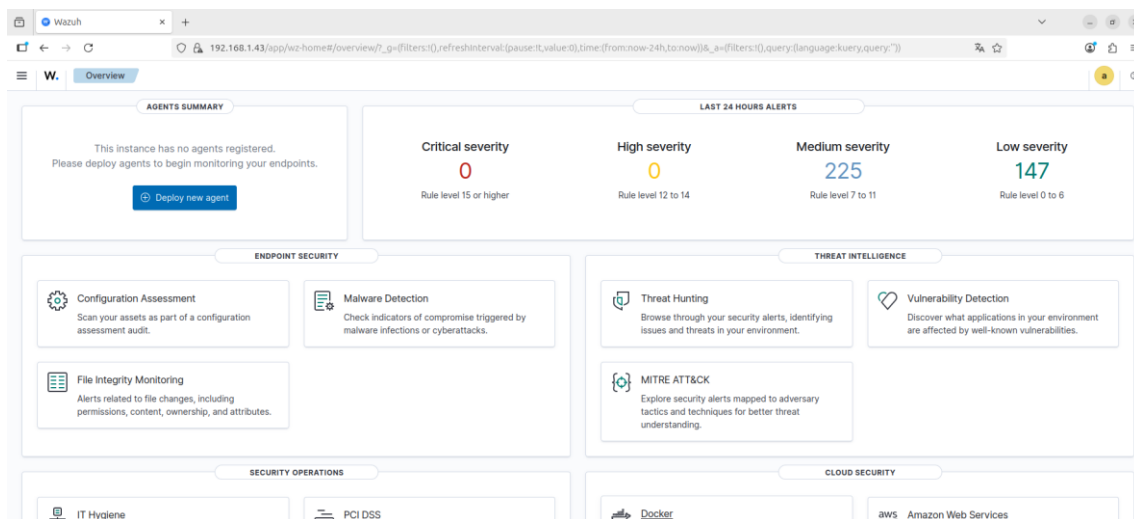 Wazuh
192.168.1.43/app/wz-home#/overview/?_g=(filters:!(),refreshInterval:(pause:!t,value:0),time:(from:now-24h,to:now))&_a=(filters:!(),query:(language:kuery,query:''))
W. Overview a
AGENTS SUMMARY
This instance has no agents registered.
Please deploy agents to begin monitoring your endpoints.
Deploy new agent
LAST 24 HOURS ALERTS
Critical severity
0
Rule level 15 or higher
High severity
0
Rule level 12 to 14
Medium severity
225
Rule level 7 to 11
Low severity
147
Rule level 0 to 6
ENDPOINT SECURITY
Configuration Assessment
Scan your assets as part of a configuration
assessment audit.
Malware Detection
Check indicators of compromise triggered by
malware infections or cyberattacks.
File Integrity Monitoring
Alerts related to file changes, including
permissions, content, ownership, and attributes.
THREAT INTELLIGENCE
Threat Hunting
Browse through your security alerts, identifying
issues and threats in your environment.
Vulnerability Detection
Discover what applications in your environment
are affected by well-known vulnerabilities.
MITRE ATT&CK
Explore security alerts mapped to adversary
tactics and techniques for better threat
understanding.
SECURITY OPERATIONS
IT Hygiene
PCI DSS
CLOUD SECURITY
Docker
aws Amazon Web Services